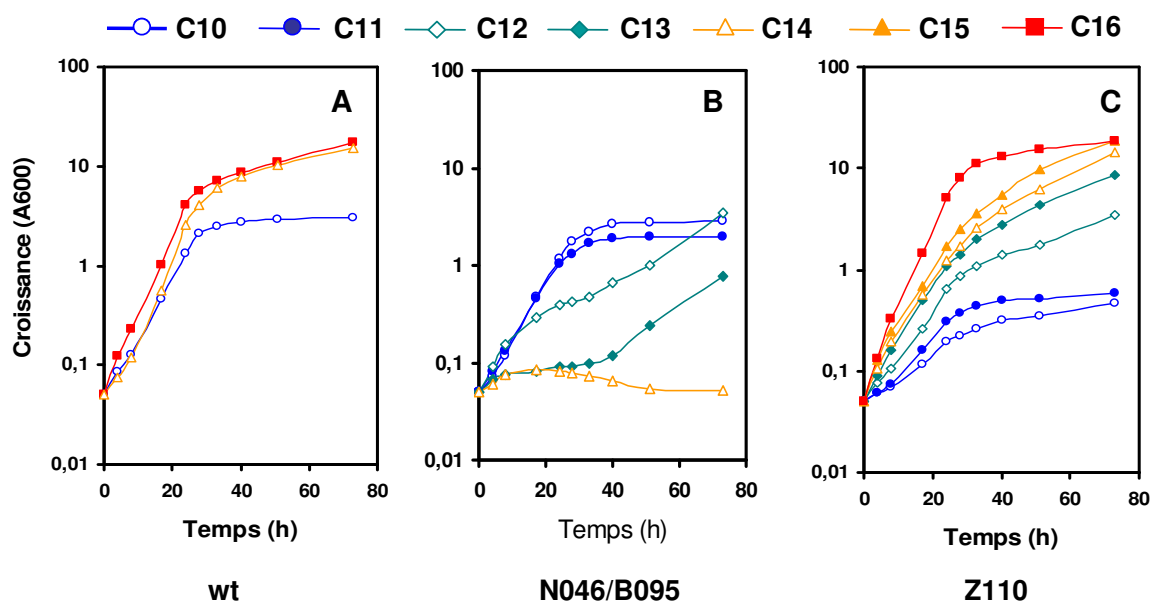 C10 C11 C12 C13 C14 C15 C16
100 100 100
A B C
10 10 10
1 1 1
0,1 0,1 0,1
0,01 0,01 0,01
Croissance (A600)
0 20 40 60 80 0 20 40 60 80 0 20 40 60 80
Temps (h) Temps (h) Temps (h)
wt N046/B095 Z110